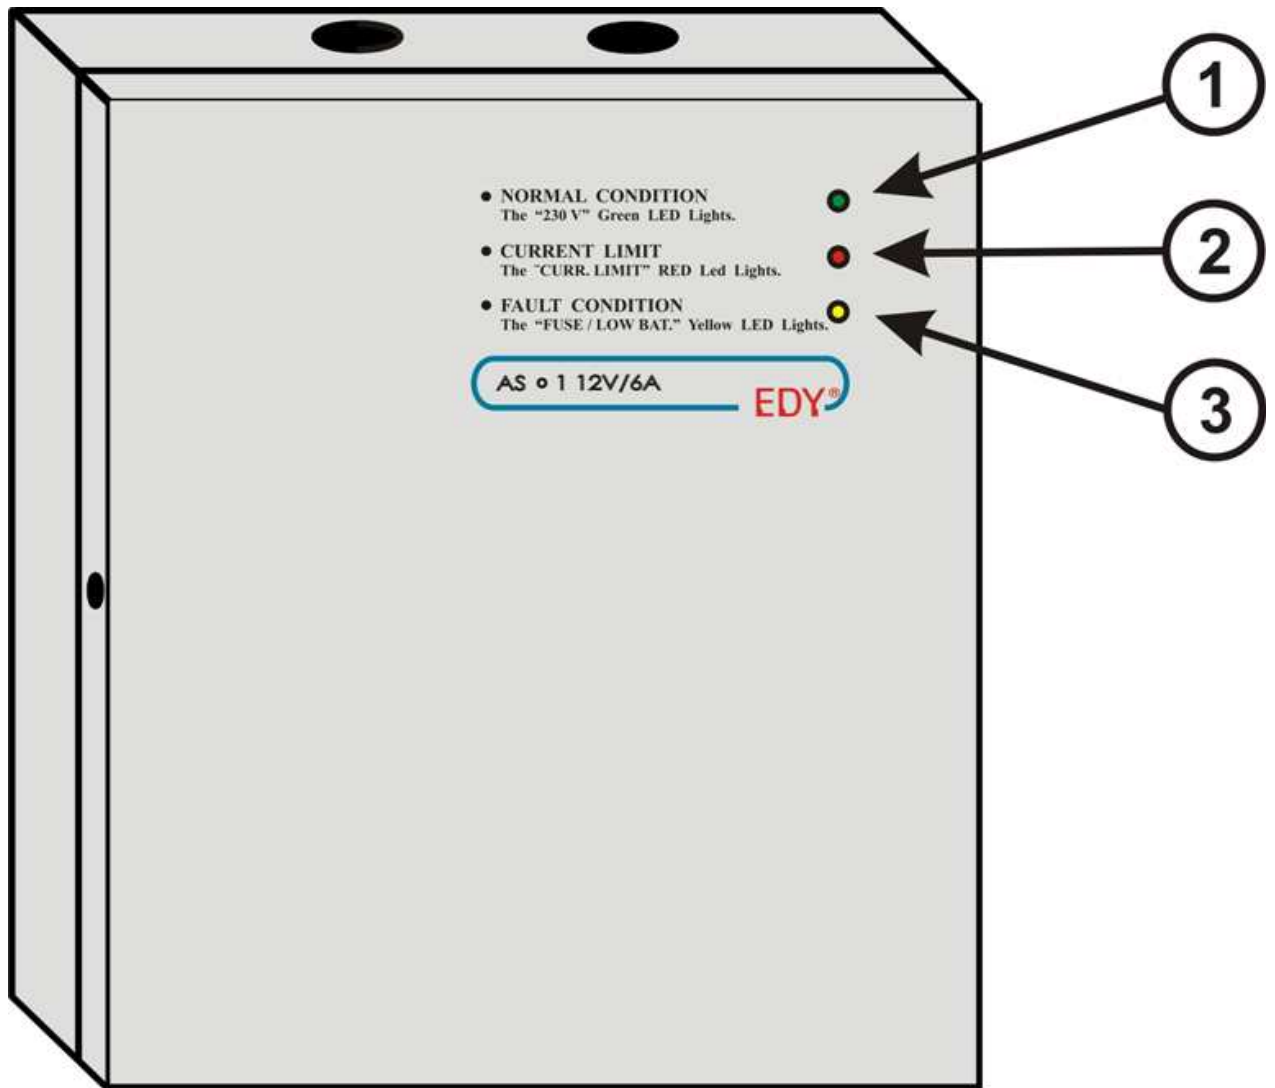 1
● NORMAL CONDITION
The “230 V” Green LED Lights.
2
● CURRENT LIMIT
The ˜CURR. LIMIT” RED Led Lights.
● FAULT CONDITION
The “FUSE / LOW BAT.” Yellow LED Lights.
3
AS o 1 12V/6A
EDY®